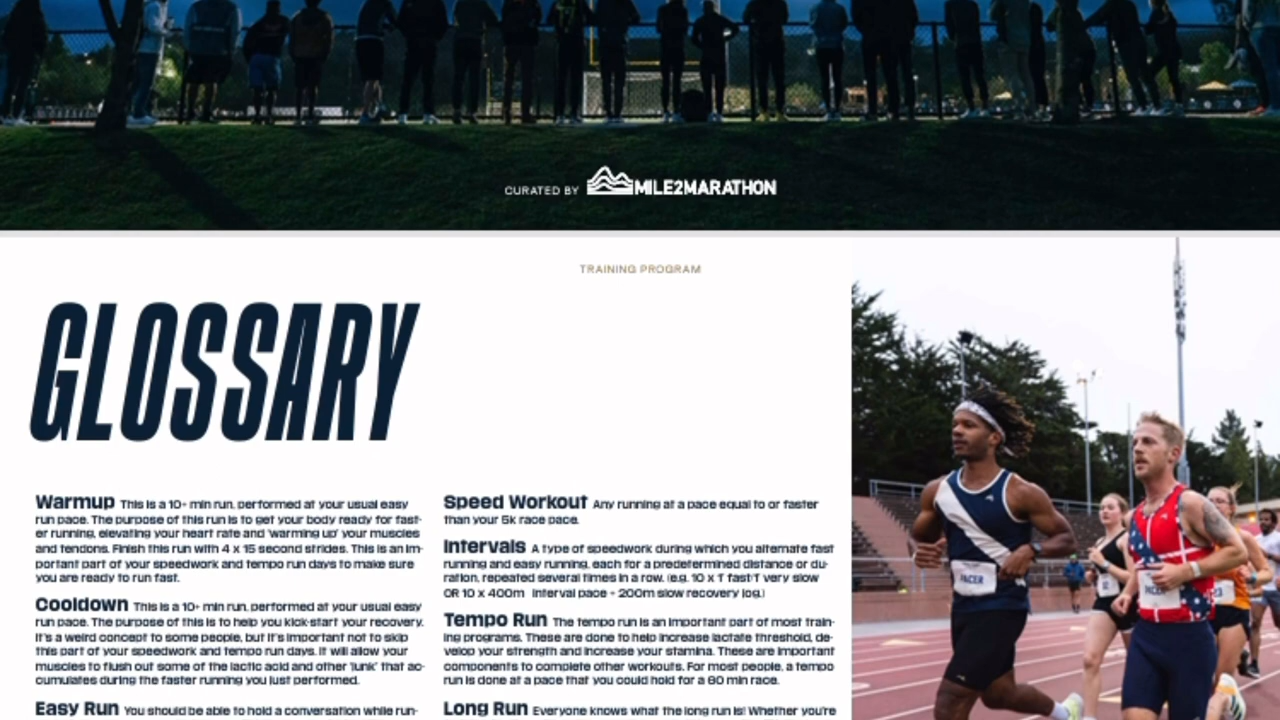 CURATED BY MILE2MARATHON
TRAINING PROGRAM
GLOSSARY
Warmup This is a 10+ min run, performed at your usual easy
run pace. The purpose of this run is to get your body ready for fast-
er running, elevating your heart rate and 'warming up' your muscles
and tendons. Finish this run with 4 x 15 second strides. This is an im-
portant part of your speedwork and tempo run days to make sure
you are ready to run fast.
Cooldown This is a 10+ min run, performed at your usual easy
run pace. The purpose of this is to help you kick-start your recovery.
It's a weird concept to some people, but it's important not to skip
this part of your speedwork and tempo run days. It will allow your
muscles to flush out some of the lactic acid and other 'junk' that ac-
cumulates during the faster running you just performed.
Easy Run You should be able to hold a conversation while run-
Speed Workout Any running at a pace equal to or faster
than your 5k race pace.
Intervals A type of speedwork during which you alternate fast
running and easy running, each for a predetermined distance or du-
ration, repeated several times in a row. (e.g. 10 x 1' fast/1' very slow
OR 10 x 400m interval pace + 200m slow recovery jog.)
Tempo Run The tempo run is an important part of most train-
ing programs. These are done to help increase lactate threshold, de-
velop your strength and increase your stamina. These are important
components to complete other workouts. For most people, a tempo
run is done at a pace that you could hold for a 60 min race.
Long Run Everyone knows what the long run is! Whether you're
PACER
PACER